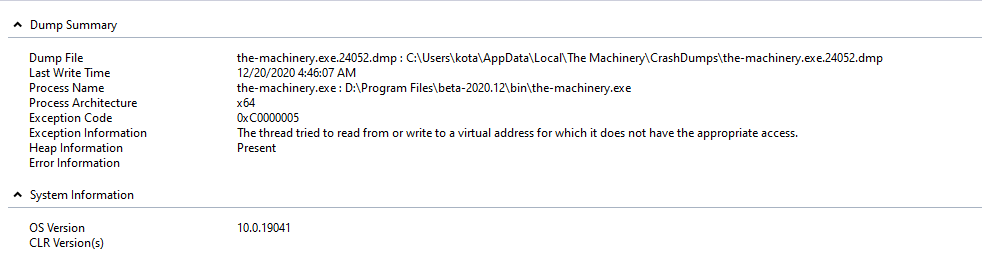 Dump Summary
Dump File the-machinery.exe.24052.dmp : C:\Users\kota\AppData\Local\The Machinery\CrashDumps\the-machinery.exe.24052.dmp
Last Write Time 12/20/2020 4:46:07 AM
Process Name the-machinery.exe : D:\Program Files\beta-2020.12\bin\the-machinery.exe
Process Architecture x64
Exception Code 0xC0000005
Exception Information The thread tried to read from or write to a virtual address for which it does not have the appropriate access.
Heap Information Present
Error Information
System Information
OS Version 10.0.19041
CLR Version(s)